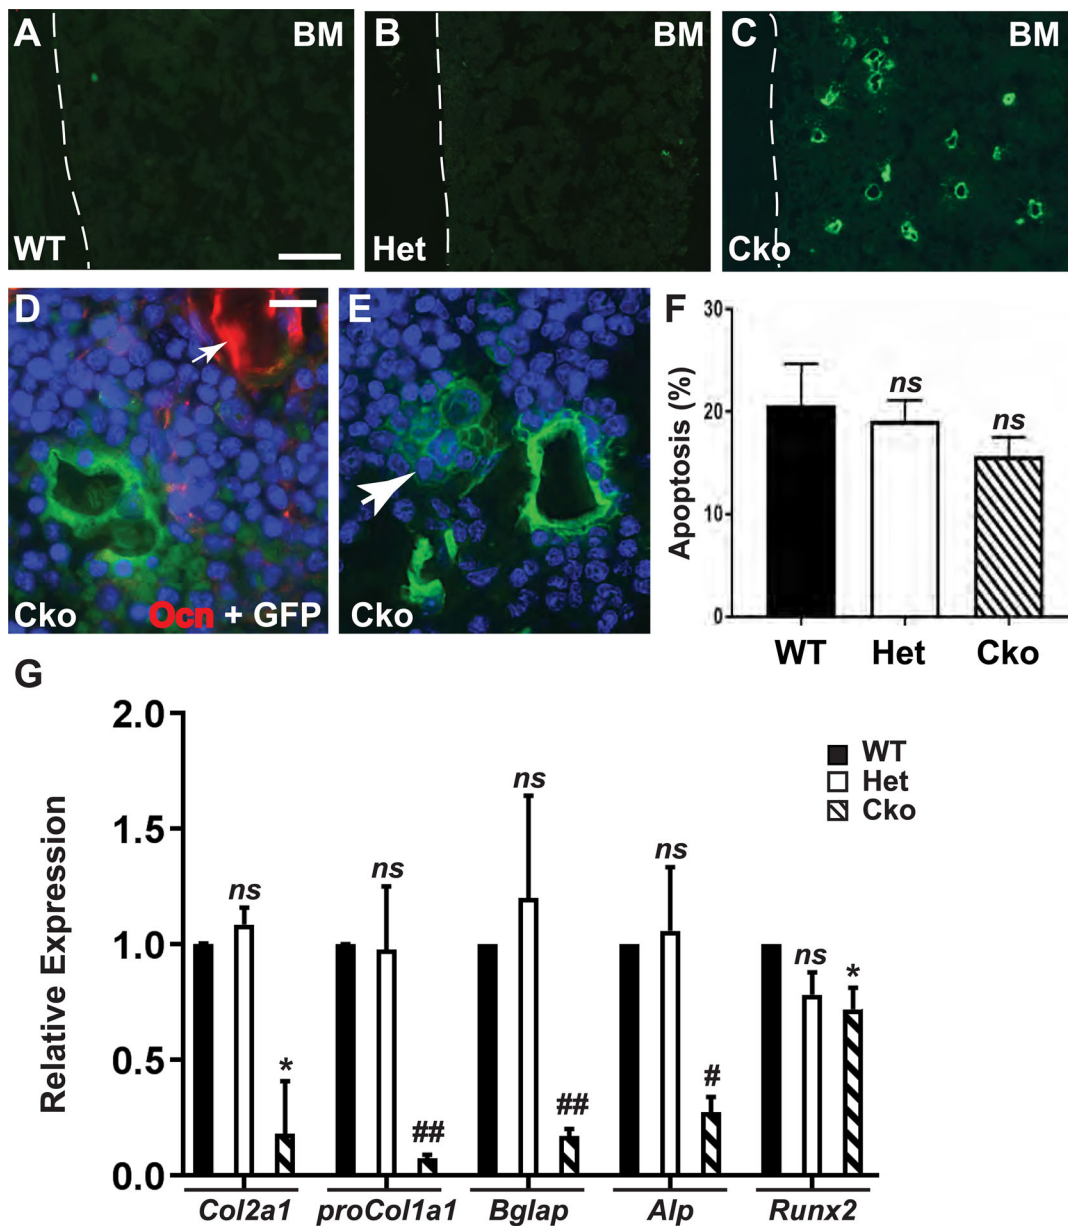 A BM
WT
B BM
Het
C BM
Cko
D
Cko Ocn + GFP
E
Cko
F
Apoptosis (%)
30
20
10
0
ns
ns
WT Het Cko
G
Relative Expression
2.0
1.5
1.0
0.5
0.0
WT
Het
Cko
ns * ns ## ns ## ns # ns *
Col2a1 proCol1a1 Bglap Alp Runx2